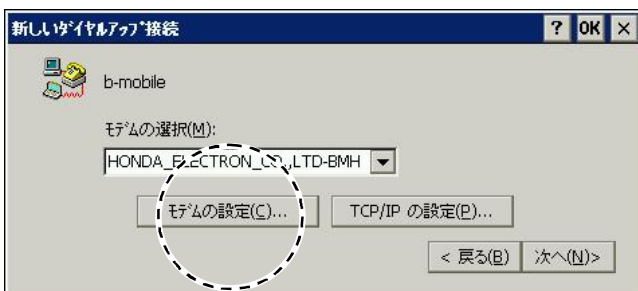 新しいダイヤルアップ接続 ? OK ×
b-mobile
モデムの選択(M):
HONDA_ELECTRON_CO.,LTD-BMH
モデムの設定(C)... TCP/IP の設定(P)...
< 戻る(B) 次へ(N)>